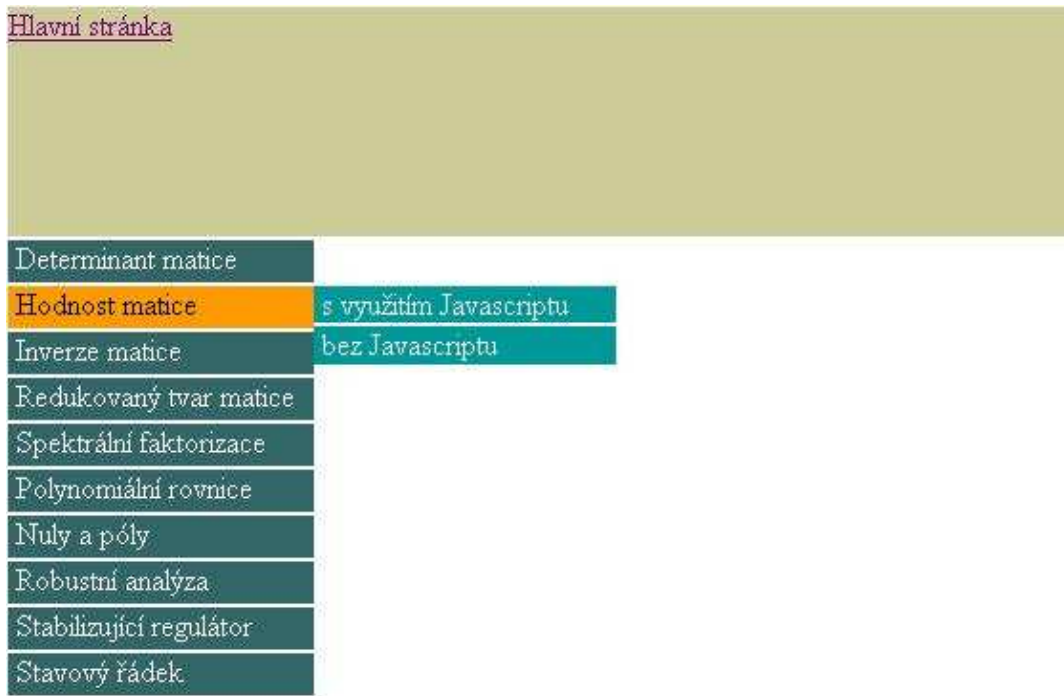 Hlavní stránka
Determinant matice
Hodnost matice
s využitím Javascriptu
bez Javascriptu
Inverze matice
Redukovaný tvar matice
Spektrální faktorizace
Polynomiální rovnice
Nuly a póly
Robustní analýza
Stabilizující regulátor
Stavový řádek